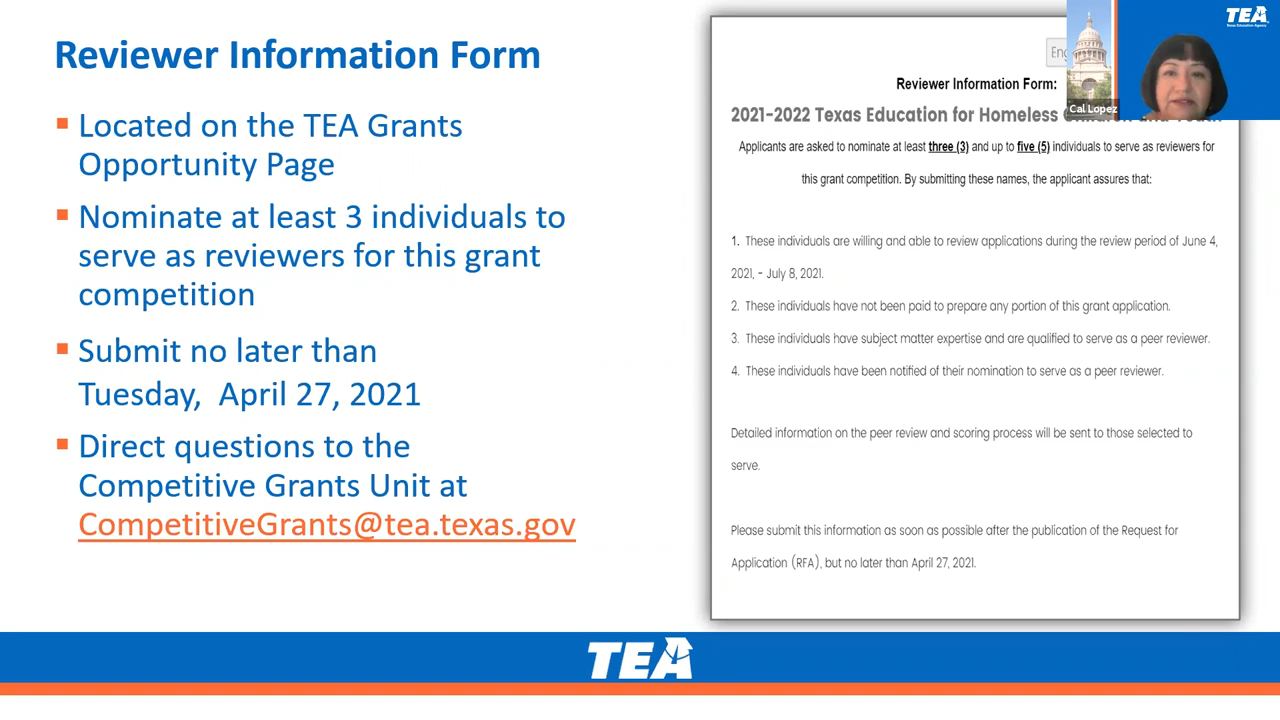 Reviewer Information Form
▪ Located on the TEA Grants
Opportunity Page
▪ Nominate at least 3 individuals to
serve as reviewers for this grant
competition
▪ Submit no later than
Tuesday,  April 27, 2021
▪ Direct questions to the
Competitive Grants Unit at
CompetitiveGrants@tea.texas.gov
Reviewer Information Form:
2021-2022 Texas Education for Homeless
Applicants are asked to nominate at least three (3) and up to five (5) individuals to serve as reviewers for
this grant competition. By submitting these names, the applicant assures that:
1. These individuals are willing and able to review applications during the review period of June 4,
2021, - July 8, 2021.
2. These individuals have not been paid to prepare any portion of this grant application.
3. These individuals have subject matter expertise and are qualified to serve as a peer reviewer.
4. These individuals have been notified of their nomination to serve as a peer reviewer.
Detailed information on the peer review and scoring process will be sent to those selected to
serve.
Please submit this information as soon as possible after the publication of the Request for
Application (RFA), but no later than April 27, 2021.
Cal Lopez
TEA
Texas Education Agency
TEA